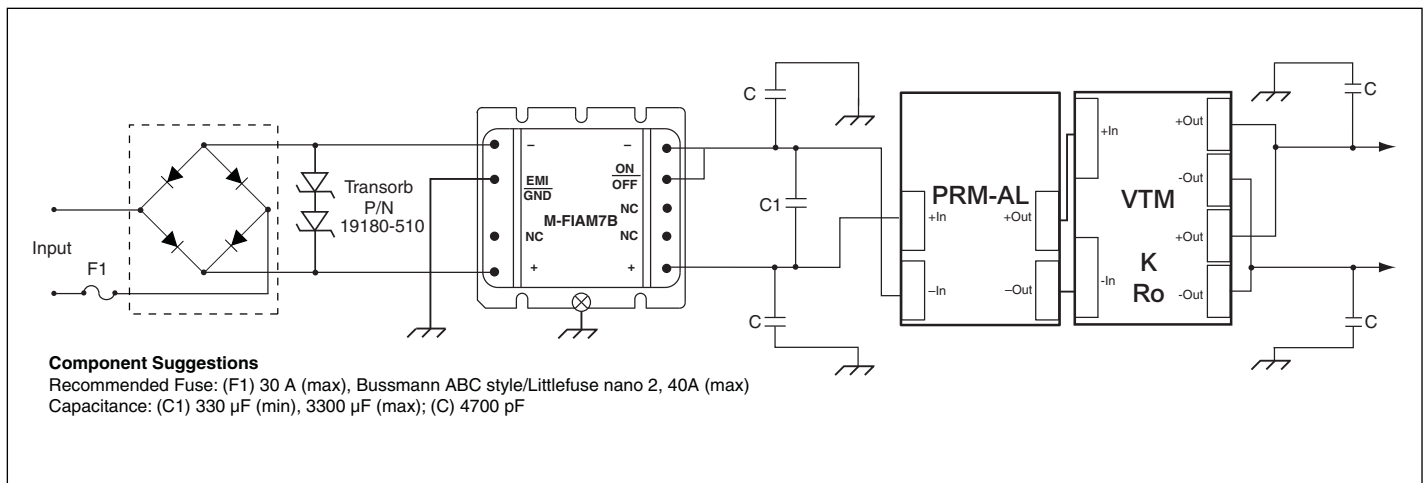 Input
F1
Transorb
P/N
19180-510
–
EMI
GND
NC
+
M-FIAM7B
–
ON
OFF
NC
NC
+
C
C1
C
PRM-AL
+In
–In
+Out
–Out
VTM
K
Ro
+In
-In
+Out
-Out
+Out
-Out
C
C
Component Suggestions
Recommended Fuse: (F1) 30 A (max), Bussmann ABC style/Littlefuse nano 2, 40A (max)
Capacitance: (C1) 330 µF (min), 3300 µF (max); (C) 4700 pF